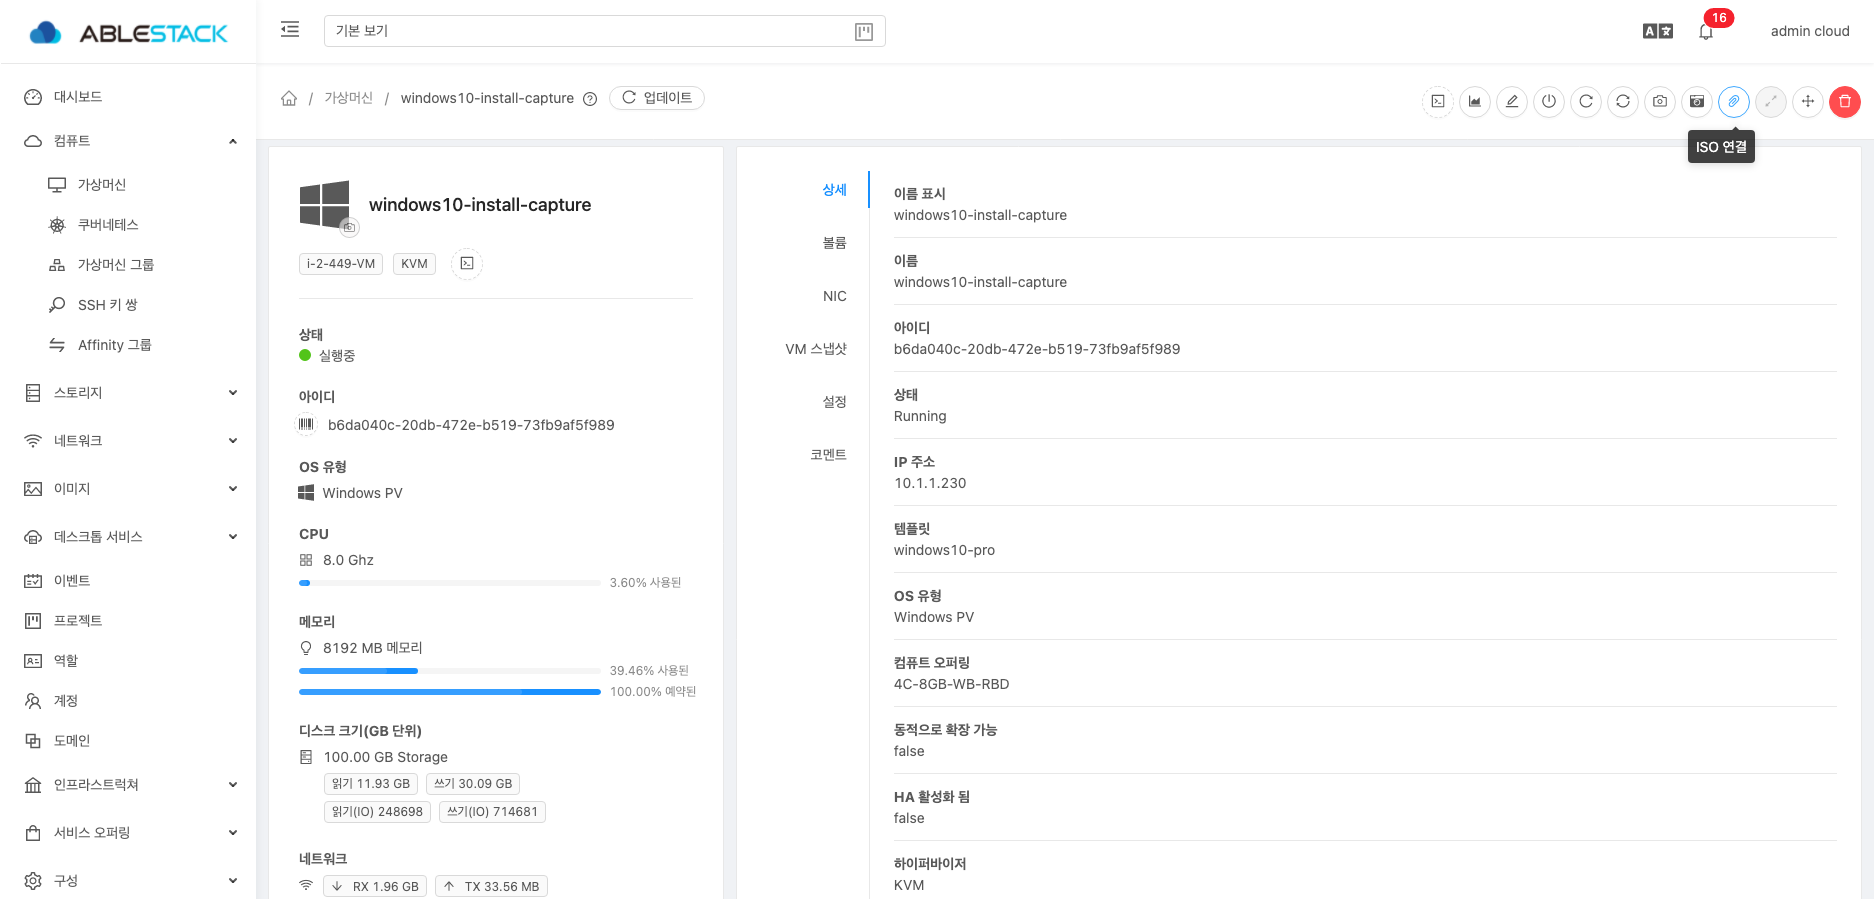 ABLESTACK
기본 보기
16
admin cloud
대시보드
컴퓨트
가상머신
쿠버네테스
가상머신 그룹
SSH 키 쌍
Affinity 그룹
스토리지
네트워크
이미지
데스크톱 서비스
이벤트
프로젝트
역할
계정
도메인
인프라스트럭쳐
서비스 오퍼링
구성
/ 가상머신 / windows10-install-capture
업데이트
ISO 연결
windows10-install-capture
i-2-449-VM KVM
상태
실행중
아이디
b6da040c-20db-472e-b519-73fb9af5f989
OS 유형
Windows PV
CPU
8.0 Ghz
3.60% 사용된
메모리
8192 MB 메모리
39.46% 사용된
100.00% 예약된
디스크 크기(GB 단위)
100.00 GB Storage
읽기 11.93 GB 쓰기 30.09 GB
읽기(IO) 248698 쓰기(IO) 714681
네트워크
RX 1.96 GB TX 33.56 MB
상세
볼륨
NIC
VM 스냅샷
설정
코멘트
이름 표시
windows10-install-capture
이름
windows10-install-capture
아이디
b6da040c-20db-472e-b519-73fb9af5f989
상태
Running
IP 주소
10.1.1.230
템플릿
windows10-pro
OS 유형
Windows PV
컴퓨트 오퍼링
4C-8GB-WB-RBD
동적으로 확장 가능
false
HA 활성화 됨
false
하이퍼바이저
KVM